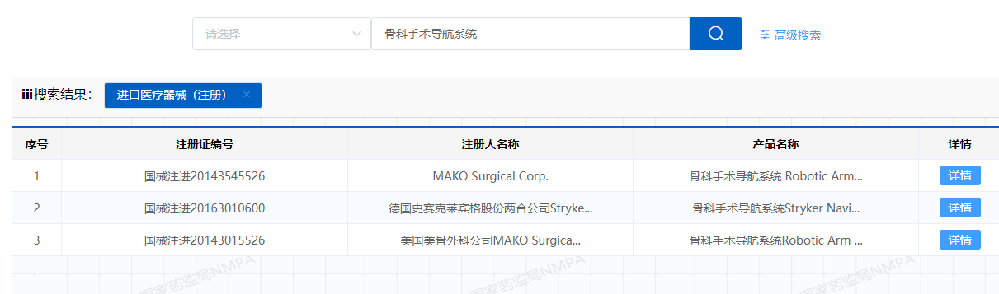 请选择 骨科手术导航系统 高级搜索
搜索结果： 进口医疗器械（注册） ×
序号 注册证编号 注册人名称 产品名称 详情
1 国械注进20143545526 MAKO Surgical Corp. 骨科手术导航系统 Robotic Arm... 详情
2 国械注进20163010600 德国史赛克莱宾格股份两合公司Stryke... 骨科手术导航系统Stryker Navi... 详情
3 国械注进20143015526 美国美骨外科公司MAKO Surgica... 骨科手术导航系统Robotic Arm ... 详情
国家药监局NMPA 国家药监局NMPA